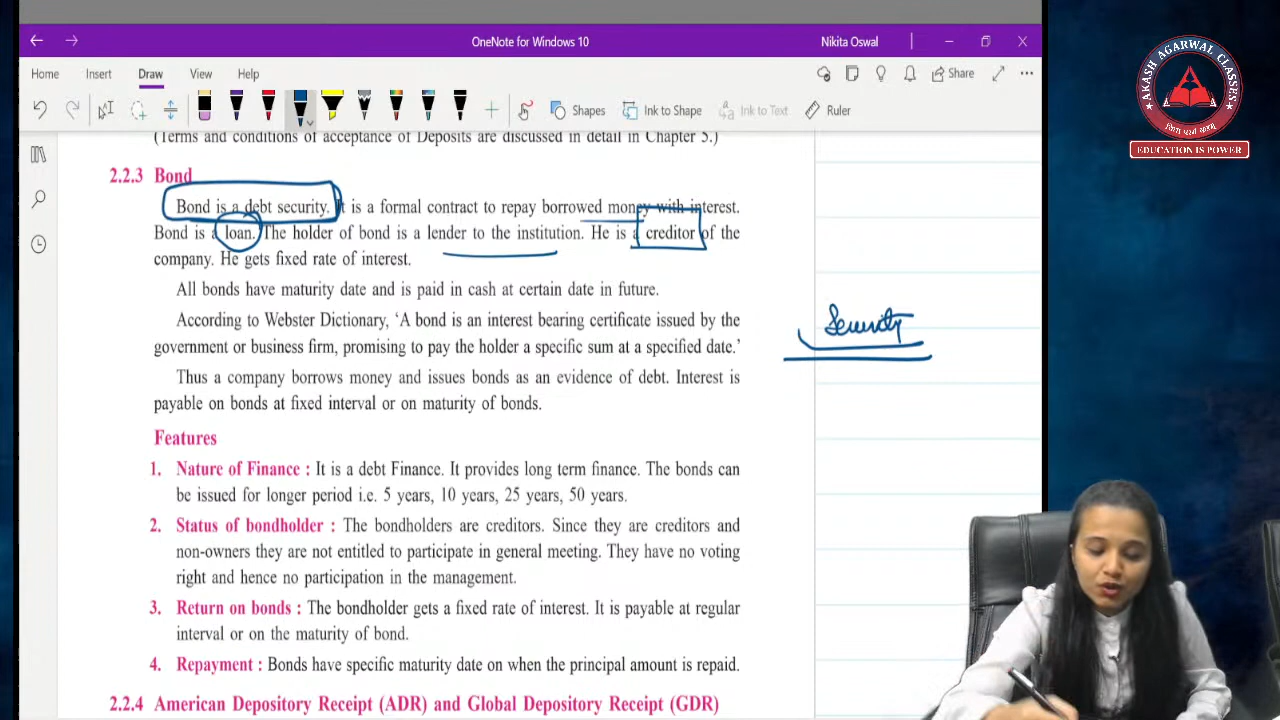 OneNote for Windows 10
Nikita Oswal
Home Insert Draw View Help
Share
Shapes Ink to Shape Ink to Text Ruler
(Terms and conditions of acceptance of Deposits are discussed in detail in Chapter 5.)
2.2.3 Bond
Bond is a debt security. It is a formal contract to repay borrowed money with interest.
Bond is a loan. The holder of bond is a lender to the institution. He is a creditor of the
company. He gets fixed rate of interest.
All bonds have maturity date and is paid in cash at certain date in future.
According to Webster Dictionary, ‘A bond is an interest bearing certificate issued by the
government or business firm, promising to pay the holder a specific sum at a specified date.’
Thus a company borrows money and issues bonds as an evidence of debt. Interest is
payable on bonds at fixed interval or on maturity of bonds.
Security
Features
1. Nature of Finance : It is a debt Finance. It provides long term finance. The bonds can
be issued for longer period i.e. 5 years, 10 years, 25 years, 50 years.
2. Status of bondholder : The bondholders are creditors. Since they are creditors and
non-owners they are not entitled to participate in general meeting. They have no voting
right and hence no participation in the management.
3. Return on bonds : The bondholder gets a fixed rate of interest. It is payable at regular
interval or on the maturity of bond.
4. Repayment : Bonds have specific maturity date on when the principal amount is repaid.
2.2.4 American Depository Receipt (ADR) and Global Depository Receipt (GDR)
AKASH AGARWAL CLASSES
EDUCATION IS POWER